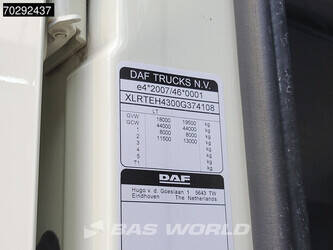 70292437
DAF TRUCKS N.V.
e4*2007/46*0001
XLRTEH4300G374108
LT
GVW 18000 19500 kg
GCW 44000 44000 kg
1 8000 9000 kg
2 11500 13000 kg
3 kg
4 kg
5 kg
T1 kg
DAF
Hugo v. d. Goeslaan 1 5643 TW
Eindhoven The Netherlands
BAS WORLD